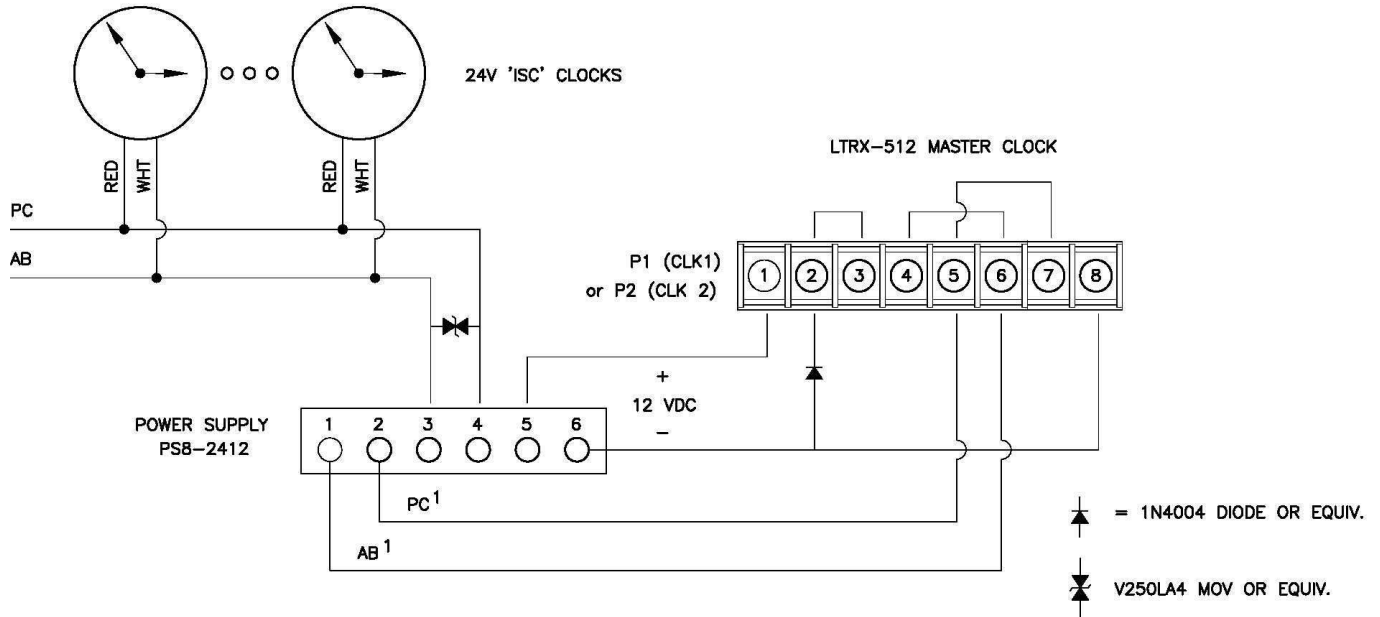 24V 'ISC' CLOCKS
RED
WHT
RED
WHT
PC
AB
LTRX-512 MASTER CLOCK
P1 (CLK1)
or P2 (CLK 2)
1 2 3 4 5 6 7 8
+
12 VDC
-
POWER SUPPLY
PS8-2412
1 2 3 4 5 6
PC1
AB1
= 1N4004 DIODE OR EQUIV.
V250LA4 MOV OR EQUIV.